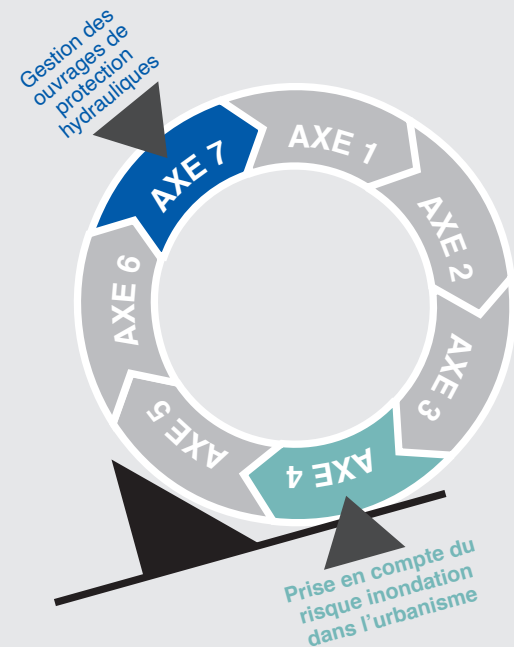 Gestion des
ouvrages de
protection
hydrauliques
AXE 7
AXE 1
AXE 2
AXE 3
AXE 4
AXE 5
AXE 6
Prise en compte du
risque inondation
dans l'urbanisme